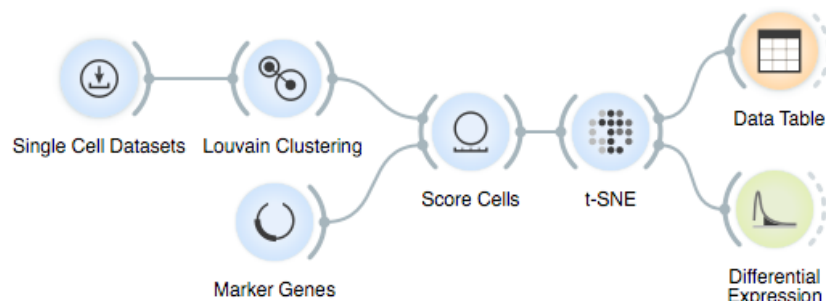 Single Cell Datasets
Louvain Clustering
Marker Genes
Score Cells
t-SNE
Data Table
Differential
Expression